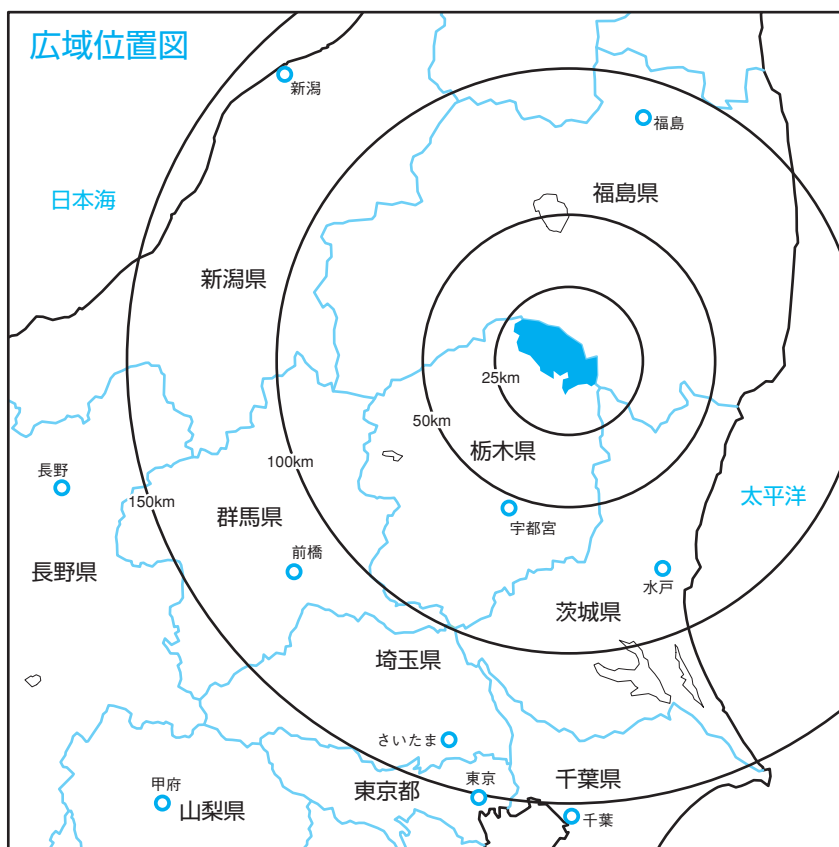 広域位置図
新潟
福島
日本海
福島県
新潟県
25km
50km
栃木県
100km
長野
150km
群馬県
太平洋
宇都宮
前橋
長野県
水戸
茨城県
埼玉県
さいたま
東京
千葉県
東京都
甲府
山梨県
千葉